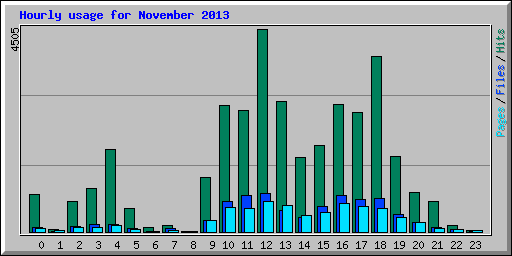 Hourly usage for November 2013
4505
Pages/Files/Hits
0 1 2 3 4 5 6 7 8 9 10 11 12 13 14 15 16 17 18 19 20 21 22 23